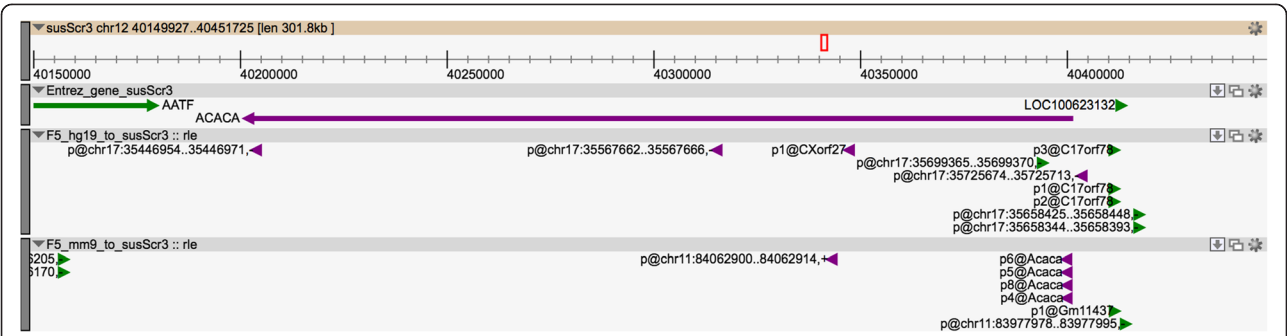 susScr3 chr12 40149927..40451725 [len 301.8kb ]
40150000 40200000 40250000 40300000 40350000 40400000
Entrez_gene_susScr3
AATF LOC100623132
ACACA
F5_hg19_to_susScr3 :: rle
p@chr17:35446954..35446971,- p@chr17:35567662..35567666,- p1@CXorf27 p3@C17orf78
p@chr17:35699365..35699370,
p@chr17:35725674..35725713,
p1@C17orf78
p2@C17orf78
p@chr17:35658425..35658448,
p@chr17:35658344..35658393,
F5_mm9_to_susScr3 :: rle
6205, p@chr11:84062900..84062914,+ p6@Acaca
6170, p5@Acaca
p8@Acaca
p4@Acaca
p1@Gm11437
p@chr11:83977978..83977995,